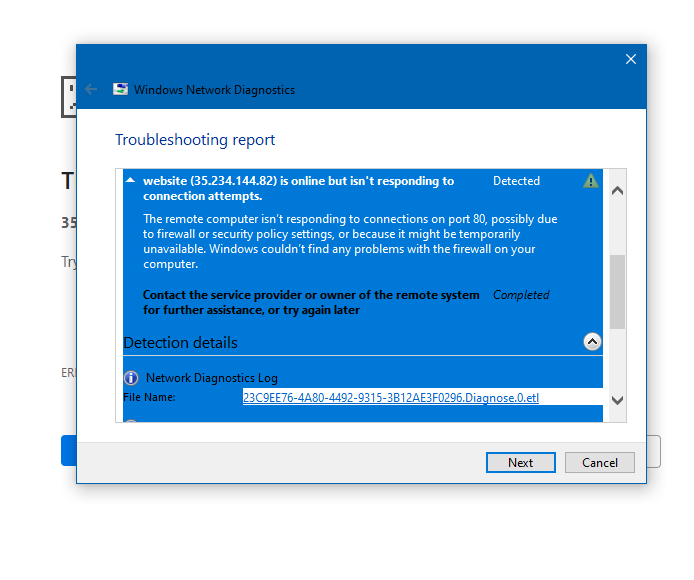 Windows Network Diagnostics
Troubleshooting report
website (35.234.144.82) is online but isn't responding to
connection attempts.
Detected
The remote computer isn't responding to connections on port 80, possibly due
to firewall or security policy settings, or because it might be temporarily
unavailable. Windows couldn't find any problems with the firewall on your
computer.
Contact the service provider or owner of the remote system
for further assistance, or try again later
Completed
Detection details
Network Diagnostics Log
File Name:
23C9EE76-4A80-4492-9315-3B12AE3F0296.Diagnose.0.etl
Next
Cancel
T
35
Try
ERR